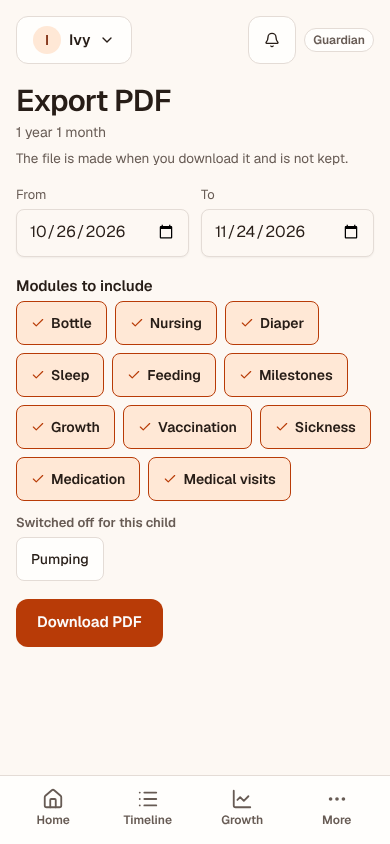 I Ivy
Guardian
Export PDF
1 year 1 month
The file is made when you download it and is not kept.
From To
10/26/2026 11/24/2026
Modules to include
Bottle Nursing Diaper
Sleep Feeding Milestones
Growth Vaccination Sickness
Medication Medical visits
Switched off for this child
Pumping
Download PDF
Home Timeline Growth More